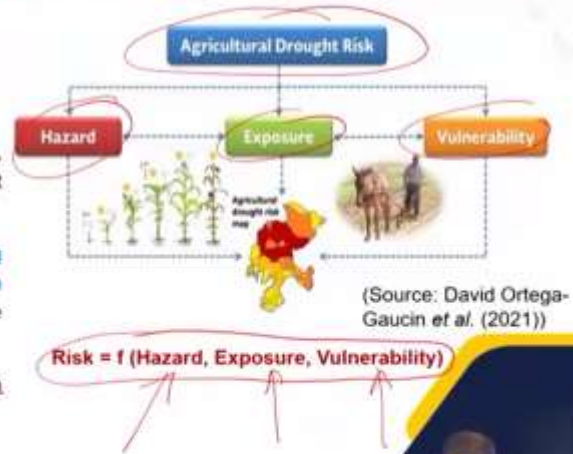 Agricultural Drought Risk
Hazard
Exposure
Vulnerability
Agricultural
drought risk
map
(Source: David Ortega-
Gaucin et al. (2021))
Risk = f (Hazard, Exposure, Vulnerability)